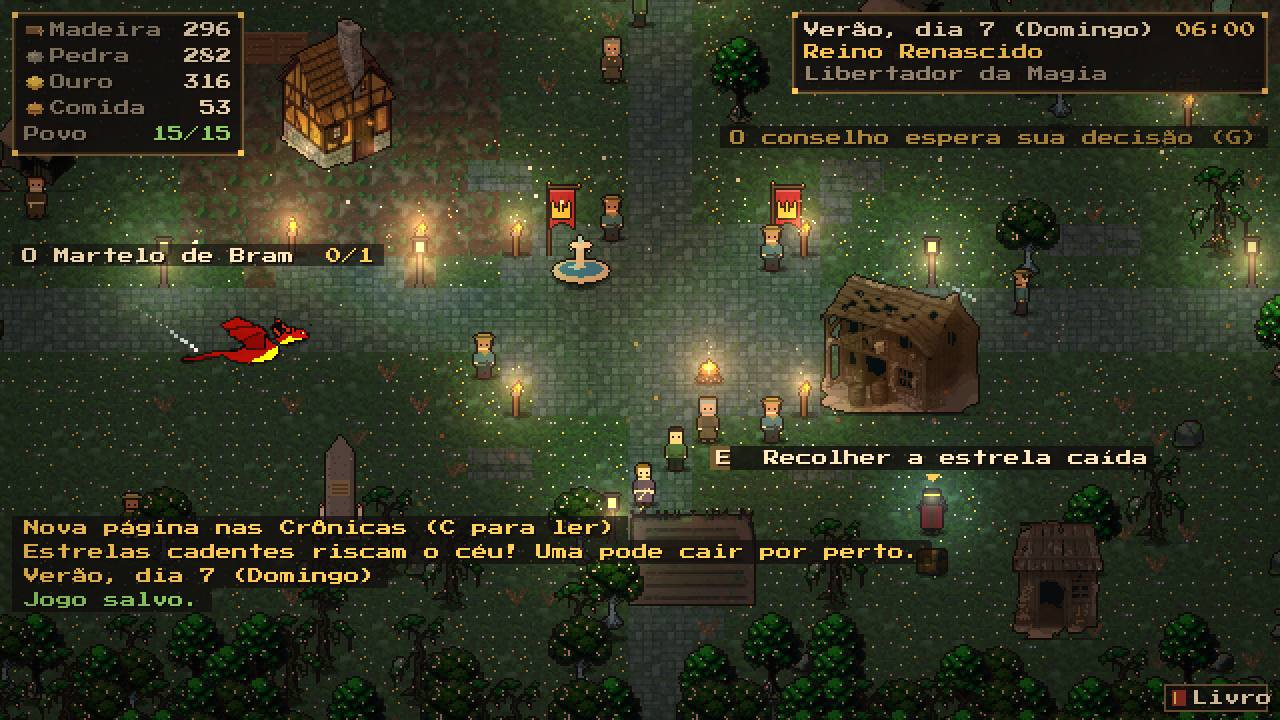 Madeira 296
Pedra 282
Ouro 316
Comida 53
Povo 15/15
Verão, dia 7 (Domingo) 06:00
Reino Renascido
Libertador da Magia
O conselho espera sua decisão (G)
O Martelo de Bram 0/1
E Recolher a estrela caída
Nova página nas Crônicas (C para ler)
Estrelas cadentes riscam o céu! Uma pode cair por perto.
Verão, dia 7 (Domingo)
Jogo salvo.
Livro